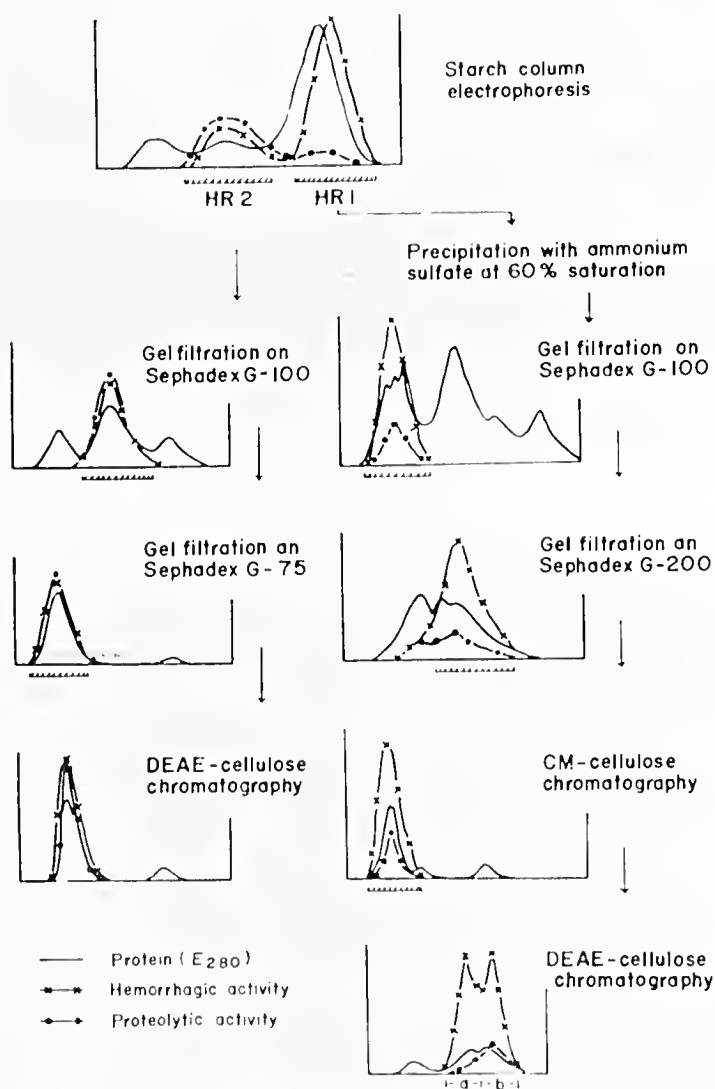 Starch column
electrophoresis
HR 2
HR 1
Precipitation with ammonium
sulfate at 60% saturation
Gel filtration on
Sephadex G-100
Gel filtration on
Sephadex G-100
Gel filtration an
Sephadex G-75
Gel filtration an
Sephadex G-200
DEAE-cellulose
chromatography
CM-cellulose
chromatography
Protein (E280)
Hemorrhagic activity
Proteolytic activity
DEAE-cellulose
chromatography
ı-a-ı-b-ı